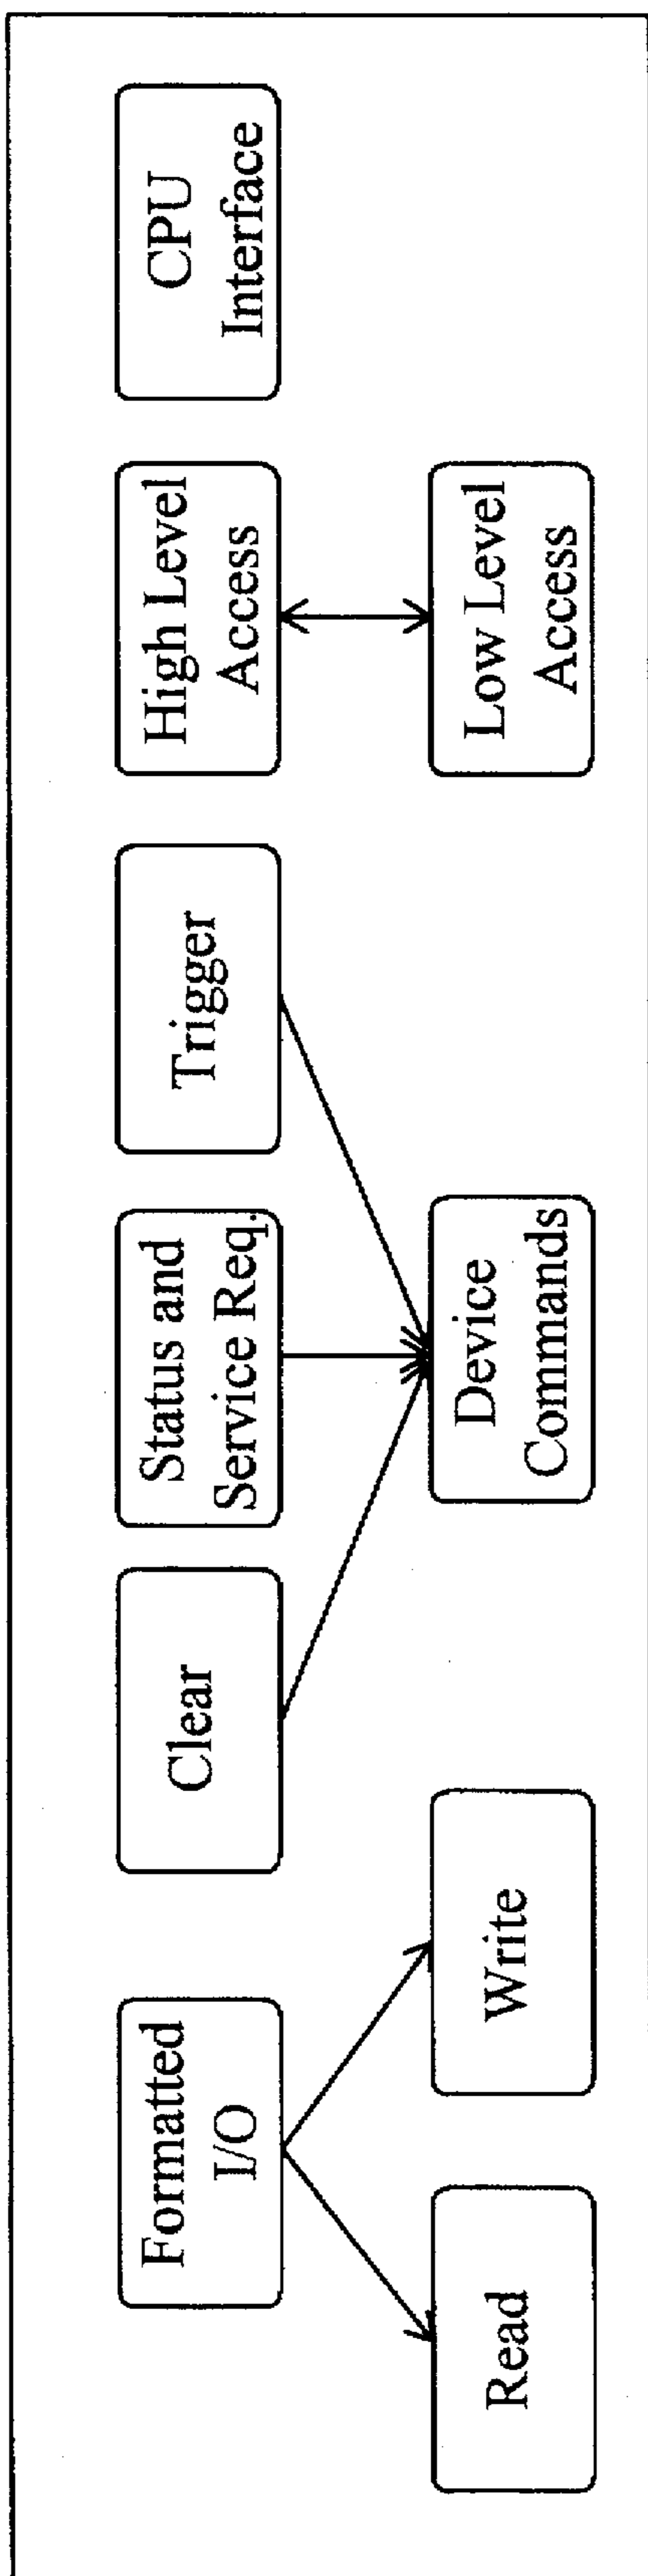 Formatted
I/O
Clear
Status and
Service Req.
Trigger
High Level
Access
CPU
Interface
Read
Write
Device
Commands
Low Level
Access